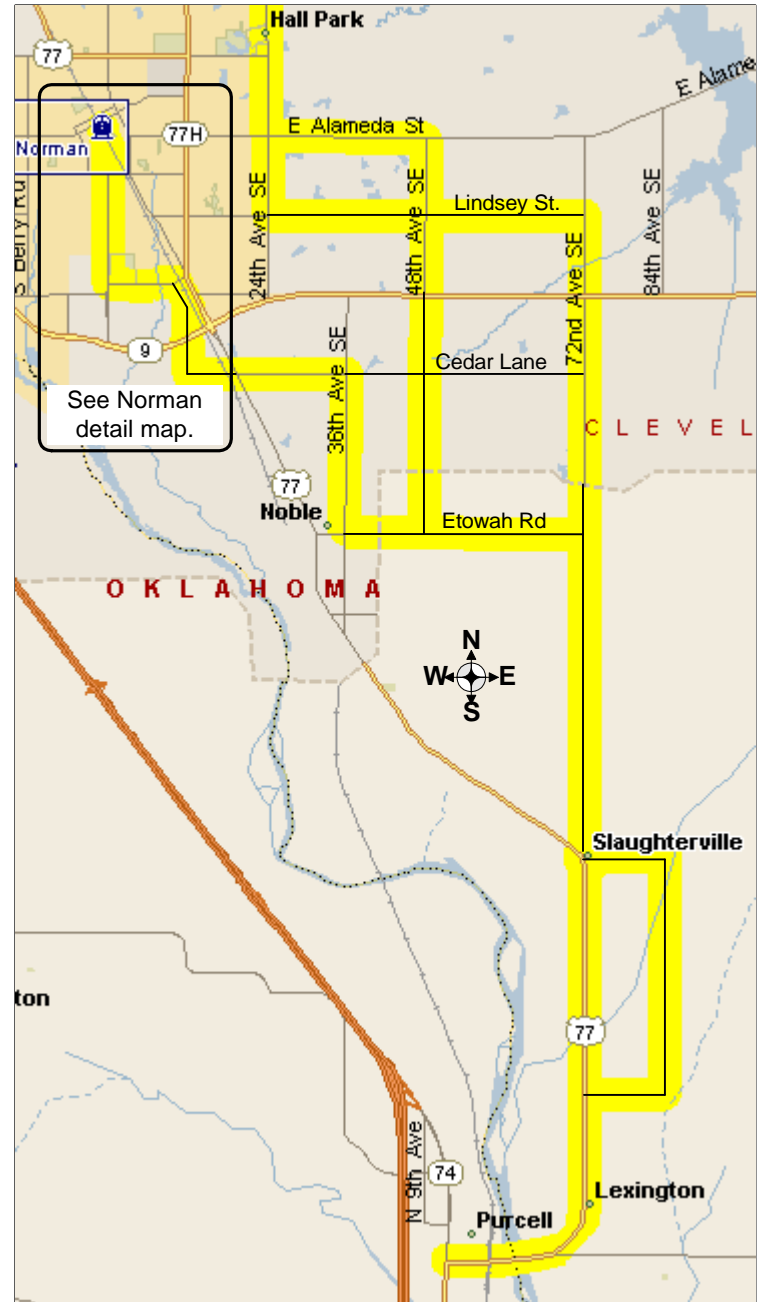 Hall Park
77
E Alame
E Alameda St
77H
Norman
S Berry Rd
24th Ave SE
48th Ave SE
Lindsey St.
84th Ave SE
72nd Ave SE
9
36th Ave SE
Cedar Lane
See Norman
detail map.
C L E V E L
77
Noble
Etowah Rd
O K L A H O M A
N
W E
S
Slaughterville
ton
77
N 9th Ave
74
Lexington
Purcell